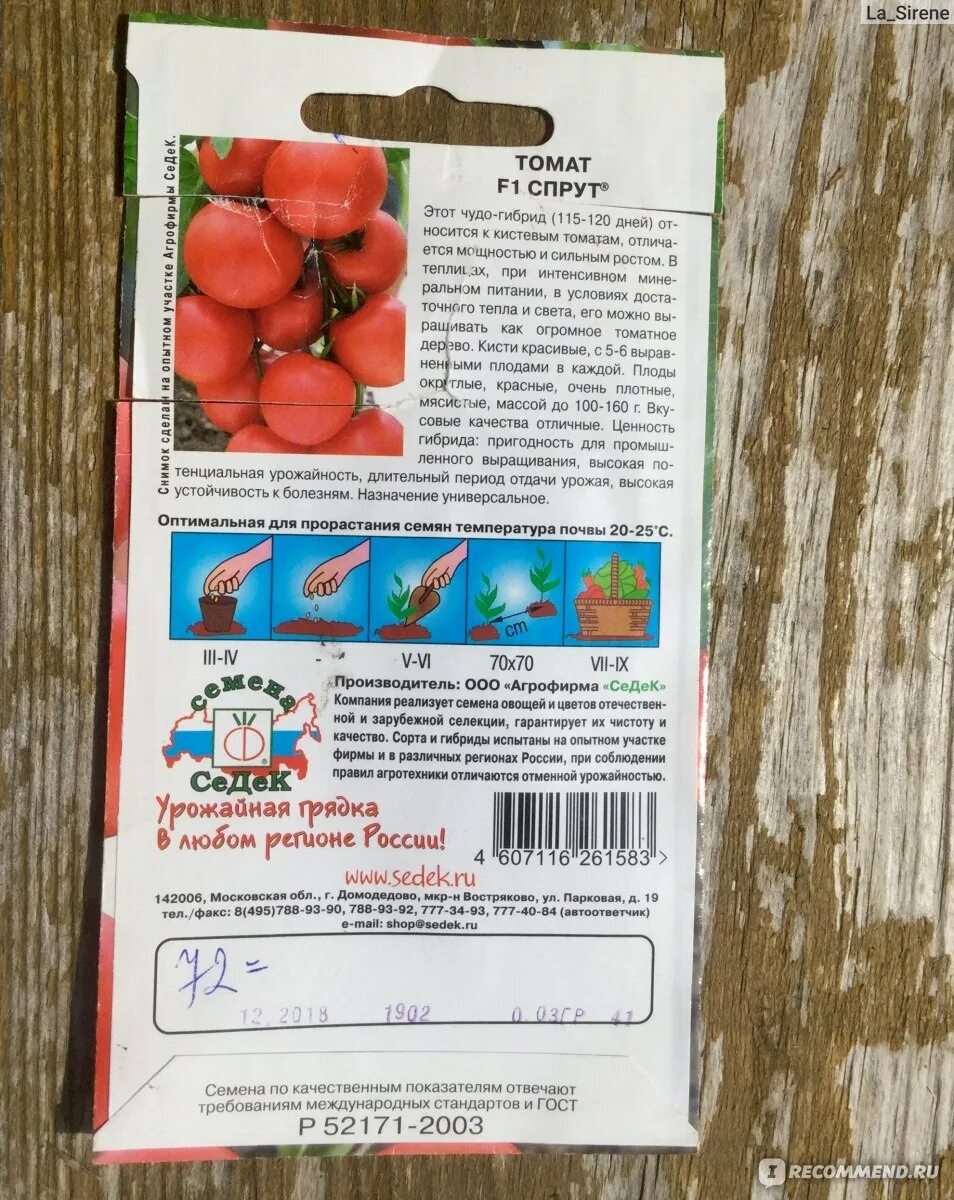 La_Sirene
ТОМАТ
F1 СПРУТ®
Снимок сделан на опытном участке Агрофирмы СеДеК.
Этот чудо-гибрид (115-120 дней) от-
носится к кистевым томатам, отлича-
ется мощностью и сильным ростом. В
теплицах, при интенсивном мине-
ральном питании, в условиях доста-
точного тепла и света, его можно вы-
ращивать как огромное томатное
дерево. Кисти красивые, с 5-6 вырав-
ненными плодами в каждой. Плоды
округлые, красные, очень плотные,
мясистые, массой до 100-160 г. Вку-
совые качества отличные. Ценность
гибрида: пригодность для промыш-
ленного выращивания, высокая по-
тенциальная урожайность, длительный период отдачи урожая, высокая
устойчивость к болезням. Назначение универсальное.
Оптимальная для прорастания семян температура почвы 20-25°С.
cm
III-IV V-VI 70x70 VII-IX
семена
СеДеК
Производитель: ООО «Агрофирма «СеДеК»
Компания реализует семена овощей и цветов отечествен-
ной и зарубежной селекции, гарантирует их чистоту и
качество. Сорта и гибриды испытаны на опытном участке
фирмы и в различных регионах России, при соблюдении
правил агротехники отличаются отменной урожайностью.
Урожайная грядка
в любом регионе России!
4 607116 261583 >
www.sedek.ru
142006, Московская обл., г. Домодедово, мкр-н Востряково, ул. Парковая, д. 19
тел./факс: 8(495)788-93-90, 788-93-92, 777-34-93, 777-40-84 (автоответчик)
e-mail: shop@sedek.ru
72=
12.2018 1902 0.03ГР 41
Семена по качественным показателям отвечают
требованиям международных стандартов и ГОСТ
Р 52171-2003
RECOMMEND.RU